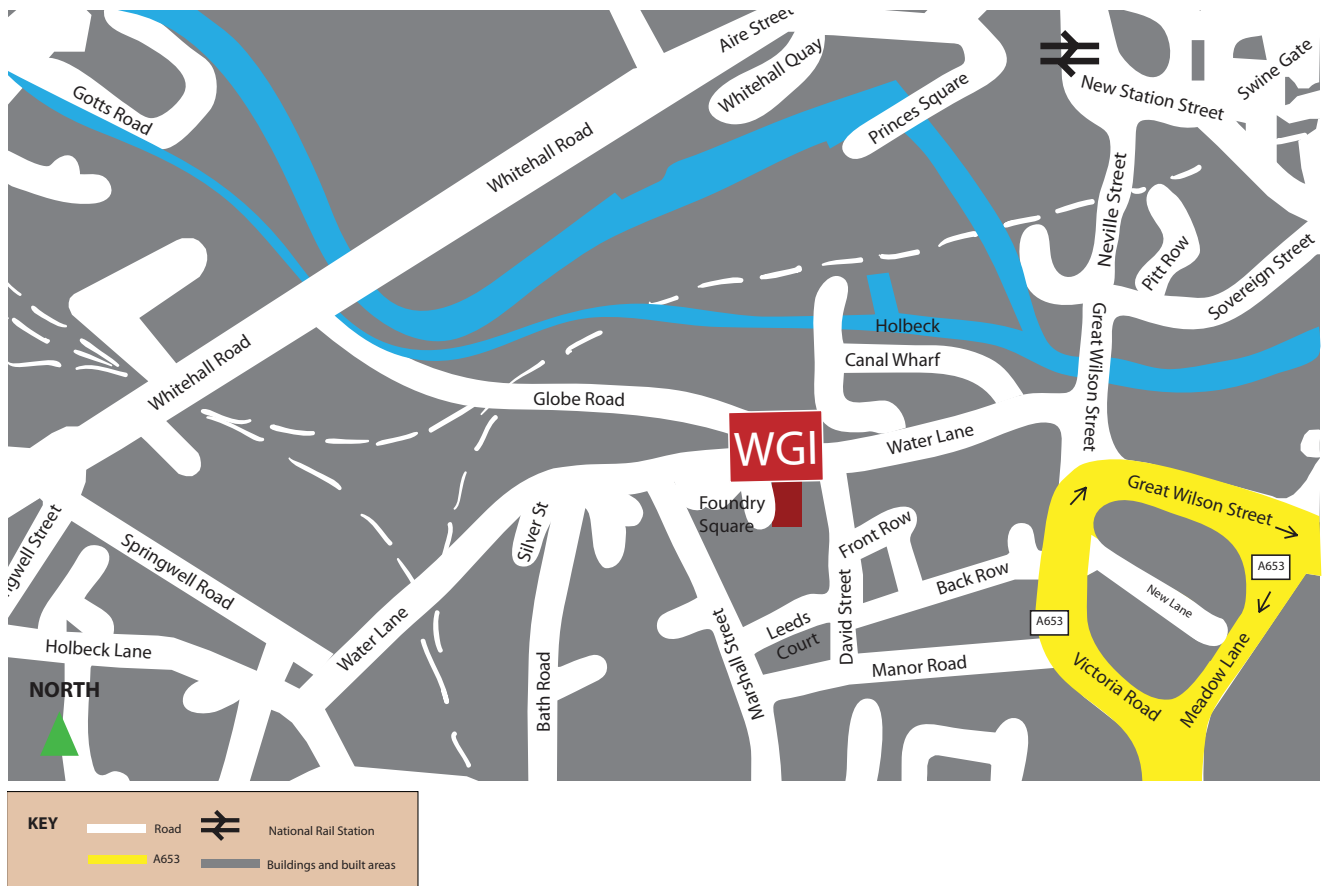 Aire Street
Whitehall Quay
Swine Gate
New Station Street
Gotts Road
Princes Square
Whitehall Road
Neville Street
Pitt Row
Sovereign Street
Holbeck
Great Wilson Street
Canal Wharf
Whitehall Road
Globe Road
WGI
Water Lane
Great Wilson Street
Foundry
Square
Silver St
Front Row
A653
Back Row
New Lane
ngwell Street
Springwell Road
A653
David Street
Leeds
Court
Water Lane
Marshall Street
Manor Road
Holbeck Lane
Bath Road
Victoria Road
Meadow Lane
NORTH
KEY
Road
National Rail Station
A653
Buildings and built areas